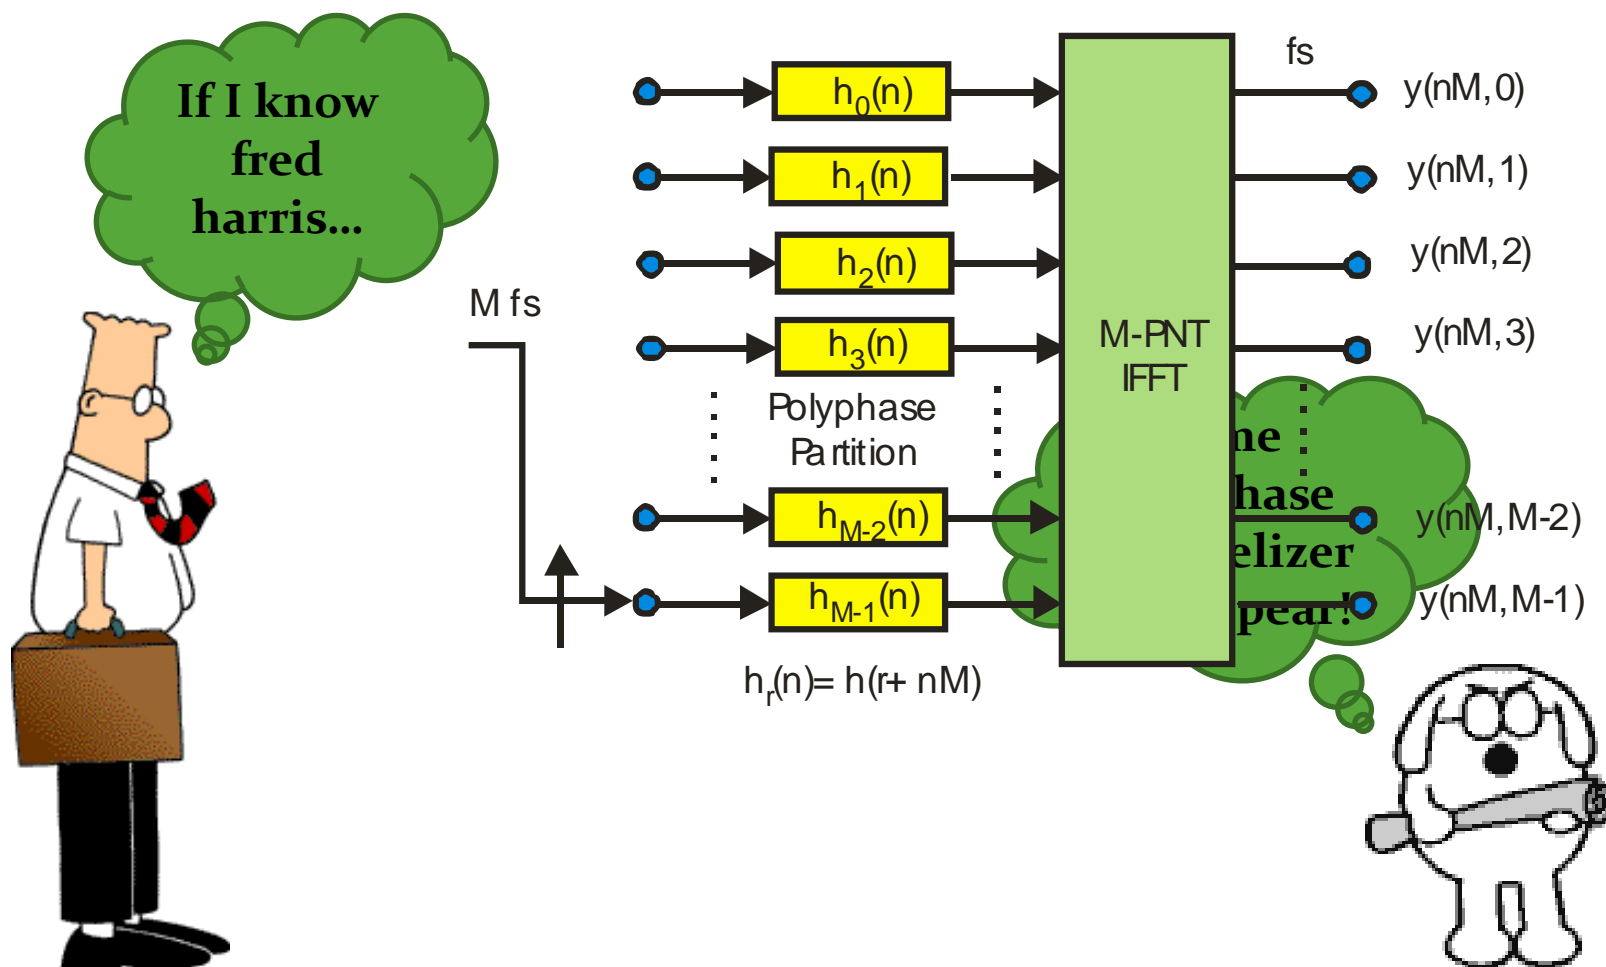 If I know
fred
harris...
M fs
h0(n)
h1(n)
h2(n)
h3(n)
Polyphase
Partition
hM-2(n)
hM-1(n)
hr(n)= h(r+ nM)
M-PNT
IFFT
fs
y(nM,0)
y(nM,1)
y(nM,2)
y(nM,3)
y(nM,M-2)
y(nM,M-1)